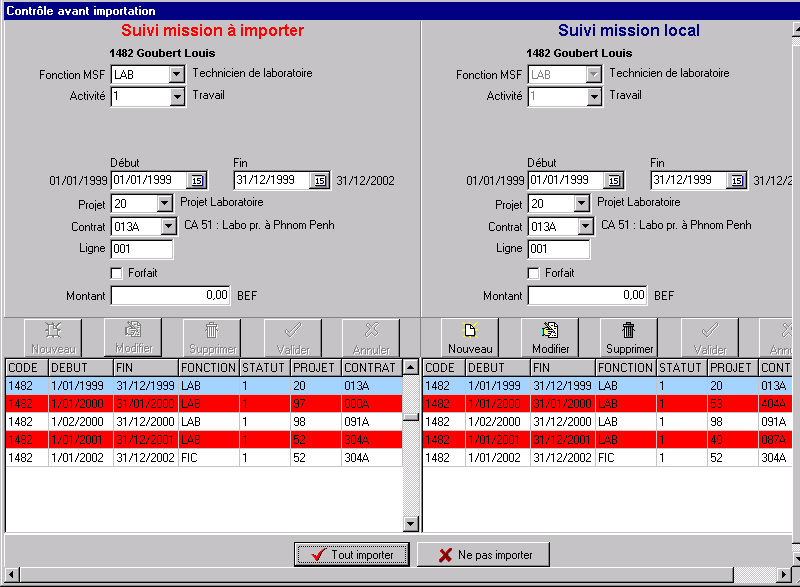 Contrôle avant importation
Suivi mission à importer
1482 Goubert Louis
Fonction MSF LAB Technicien de laboratoire
Activité 1 Travail
Début Fin
01/01/1999 01/01/1999 15 31/12/1999 15 31/12/2002
Projet 20 Projet Laboratoire
Contrat 013A CA 51 : Labo pr. à Phnom Penh
Ligne 001
Forfait
Montant 0,00 BEF
Nouveau Modifier Supprimer Valider Annuler
CODE DEBUT FIN FONCTION STATUT PROJET CONTRAT
1482 1/01/1999 31/12/1999 LAB 1 20 013A
1482 1/01/2000 31/01/2000 LAB 1 97 000A
1482 1/02/2000 31/12/2000 LAB 1 98 091A
1482 1/01/2001 31/12/2001 LAB 1 52 304A
1482 1/01/2002 31/12/2002 FIC 1 52 304A
Suivi mission local
1482 Goubert Louis
Fonction MSF LAB Technicien de laboratoire
Activité 1 Travail
Début Fin
01/01/1999 01/01/1999 15 31/12/1999 15 31/12/2
Projet 20 Projet Laboratoire
Contrat 013A CA 51 : Labo pr. à Phnom Penh
Ligne 001
Forfait
Montant 0,00 BEF
Nouveau Modifier Supprimer Valider Ann
CODE DEBUT FIN FONCTION STATUT PROJET CONT
1482 1/01/1999 31/12/1999 LAB 1 20 013A
1482 1/01/2000 31/01/2000 LAB 1 53 404A
1482 1/02/2000 31/12/2000 LAB 1 98 091A
1482 1/01/2001 31/12/2001 LAB 1 40 087A
1482 1/01/2002 31/12/2002 FIC 1 52 304A
Tout importer Ne pas importer